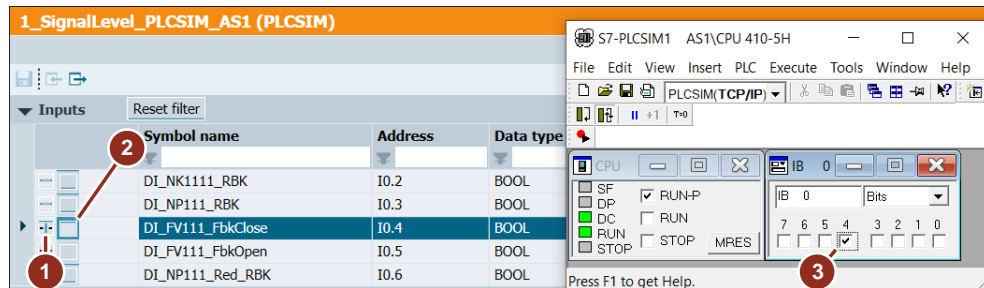 1_SignalLevel_PLCSIM_AS1 (PLCSIM)
Inputs Reset filter
Symbol name Address Data type
DI_NK1111_RBK I0.2 BOOL
DI_NP111_RBK I0.3 BOOL
DI_FV111_FbkClose I0.4 BOOL
DI_FV111_FbkOpen I0.5 BOOL
DI_NP111_Red_RBK I0.6 BOOL
1
2
S7-PLCSIM1 AS1\CPU 410-5H
File Edit View Insert PLC Execute Tools Window Help
PLCSIM(TCP/IP)
+1 T=0
CPU
SF
DP
DC
RUN
STOP
RUN-P
RUN
STOP MRES
IB 0
IB 0 Bits
7 6 5 4 3 2 1 0
3
Press F1 to get Help.